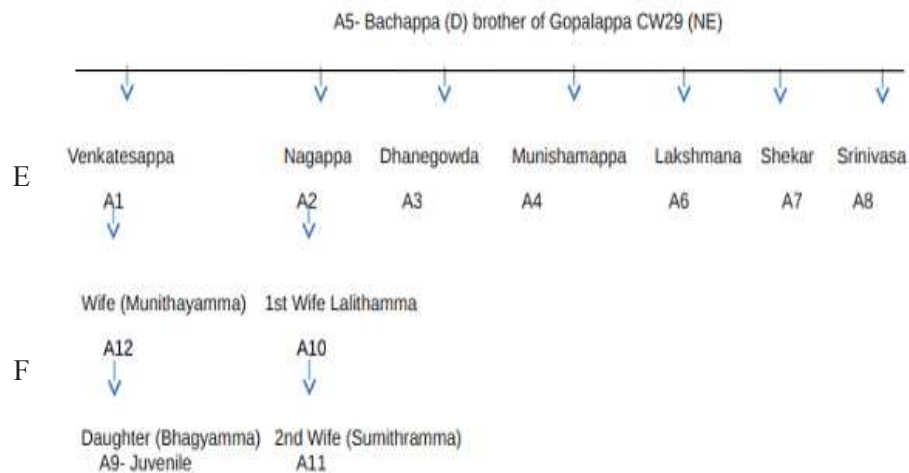 A5- Bachappa (D) brother of Gopalappa CW29 (NE)
Venkatesappa Nagappa Dhanegowda Munishamappa Lakshmana Shekar Srinivasa
E
A1 A2 A3 A4 A6 A7 A8
Wife (Munithayamma) 1st Wife Lalithamma
A12 A10
F
Daughter (Bhagyamma) 2nd Wife (Sumithramma)
A9- Juvenile A11